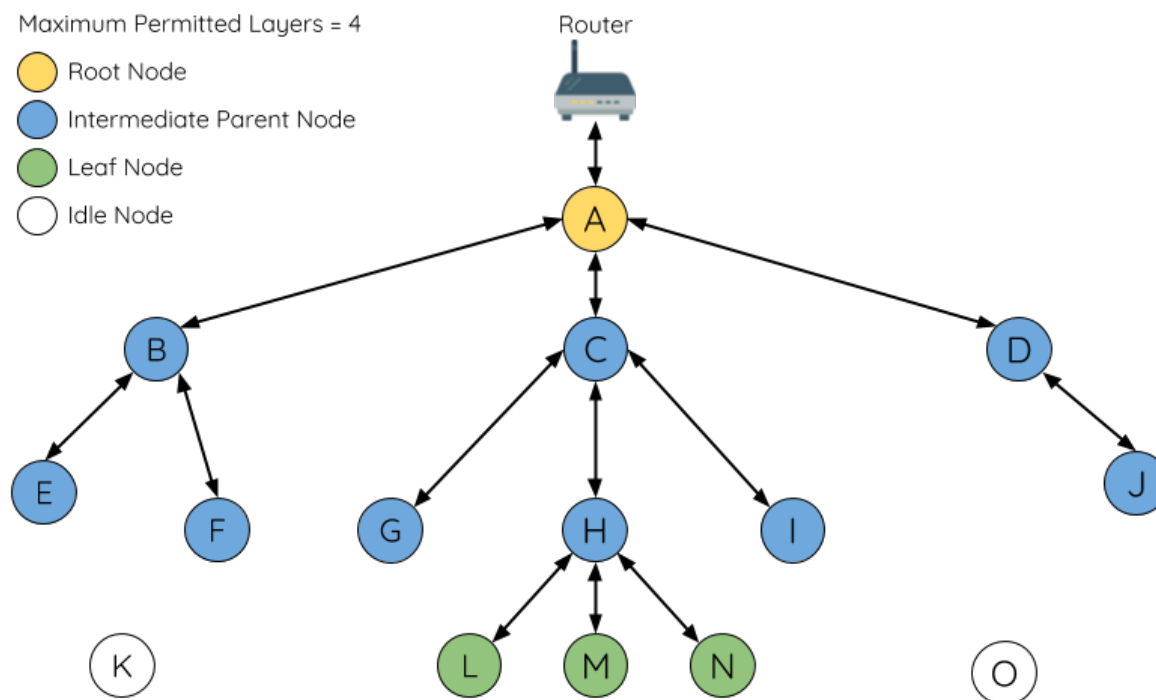 Maximum Permitted Layers = 4
Router
Root Node
Intermediate Parent Node
Leaf Node
Idle Node
A
B
C
D
E
F
G
H
I
J
K
L
M
N
O